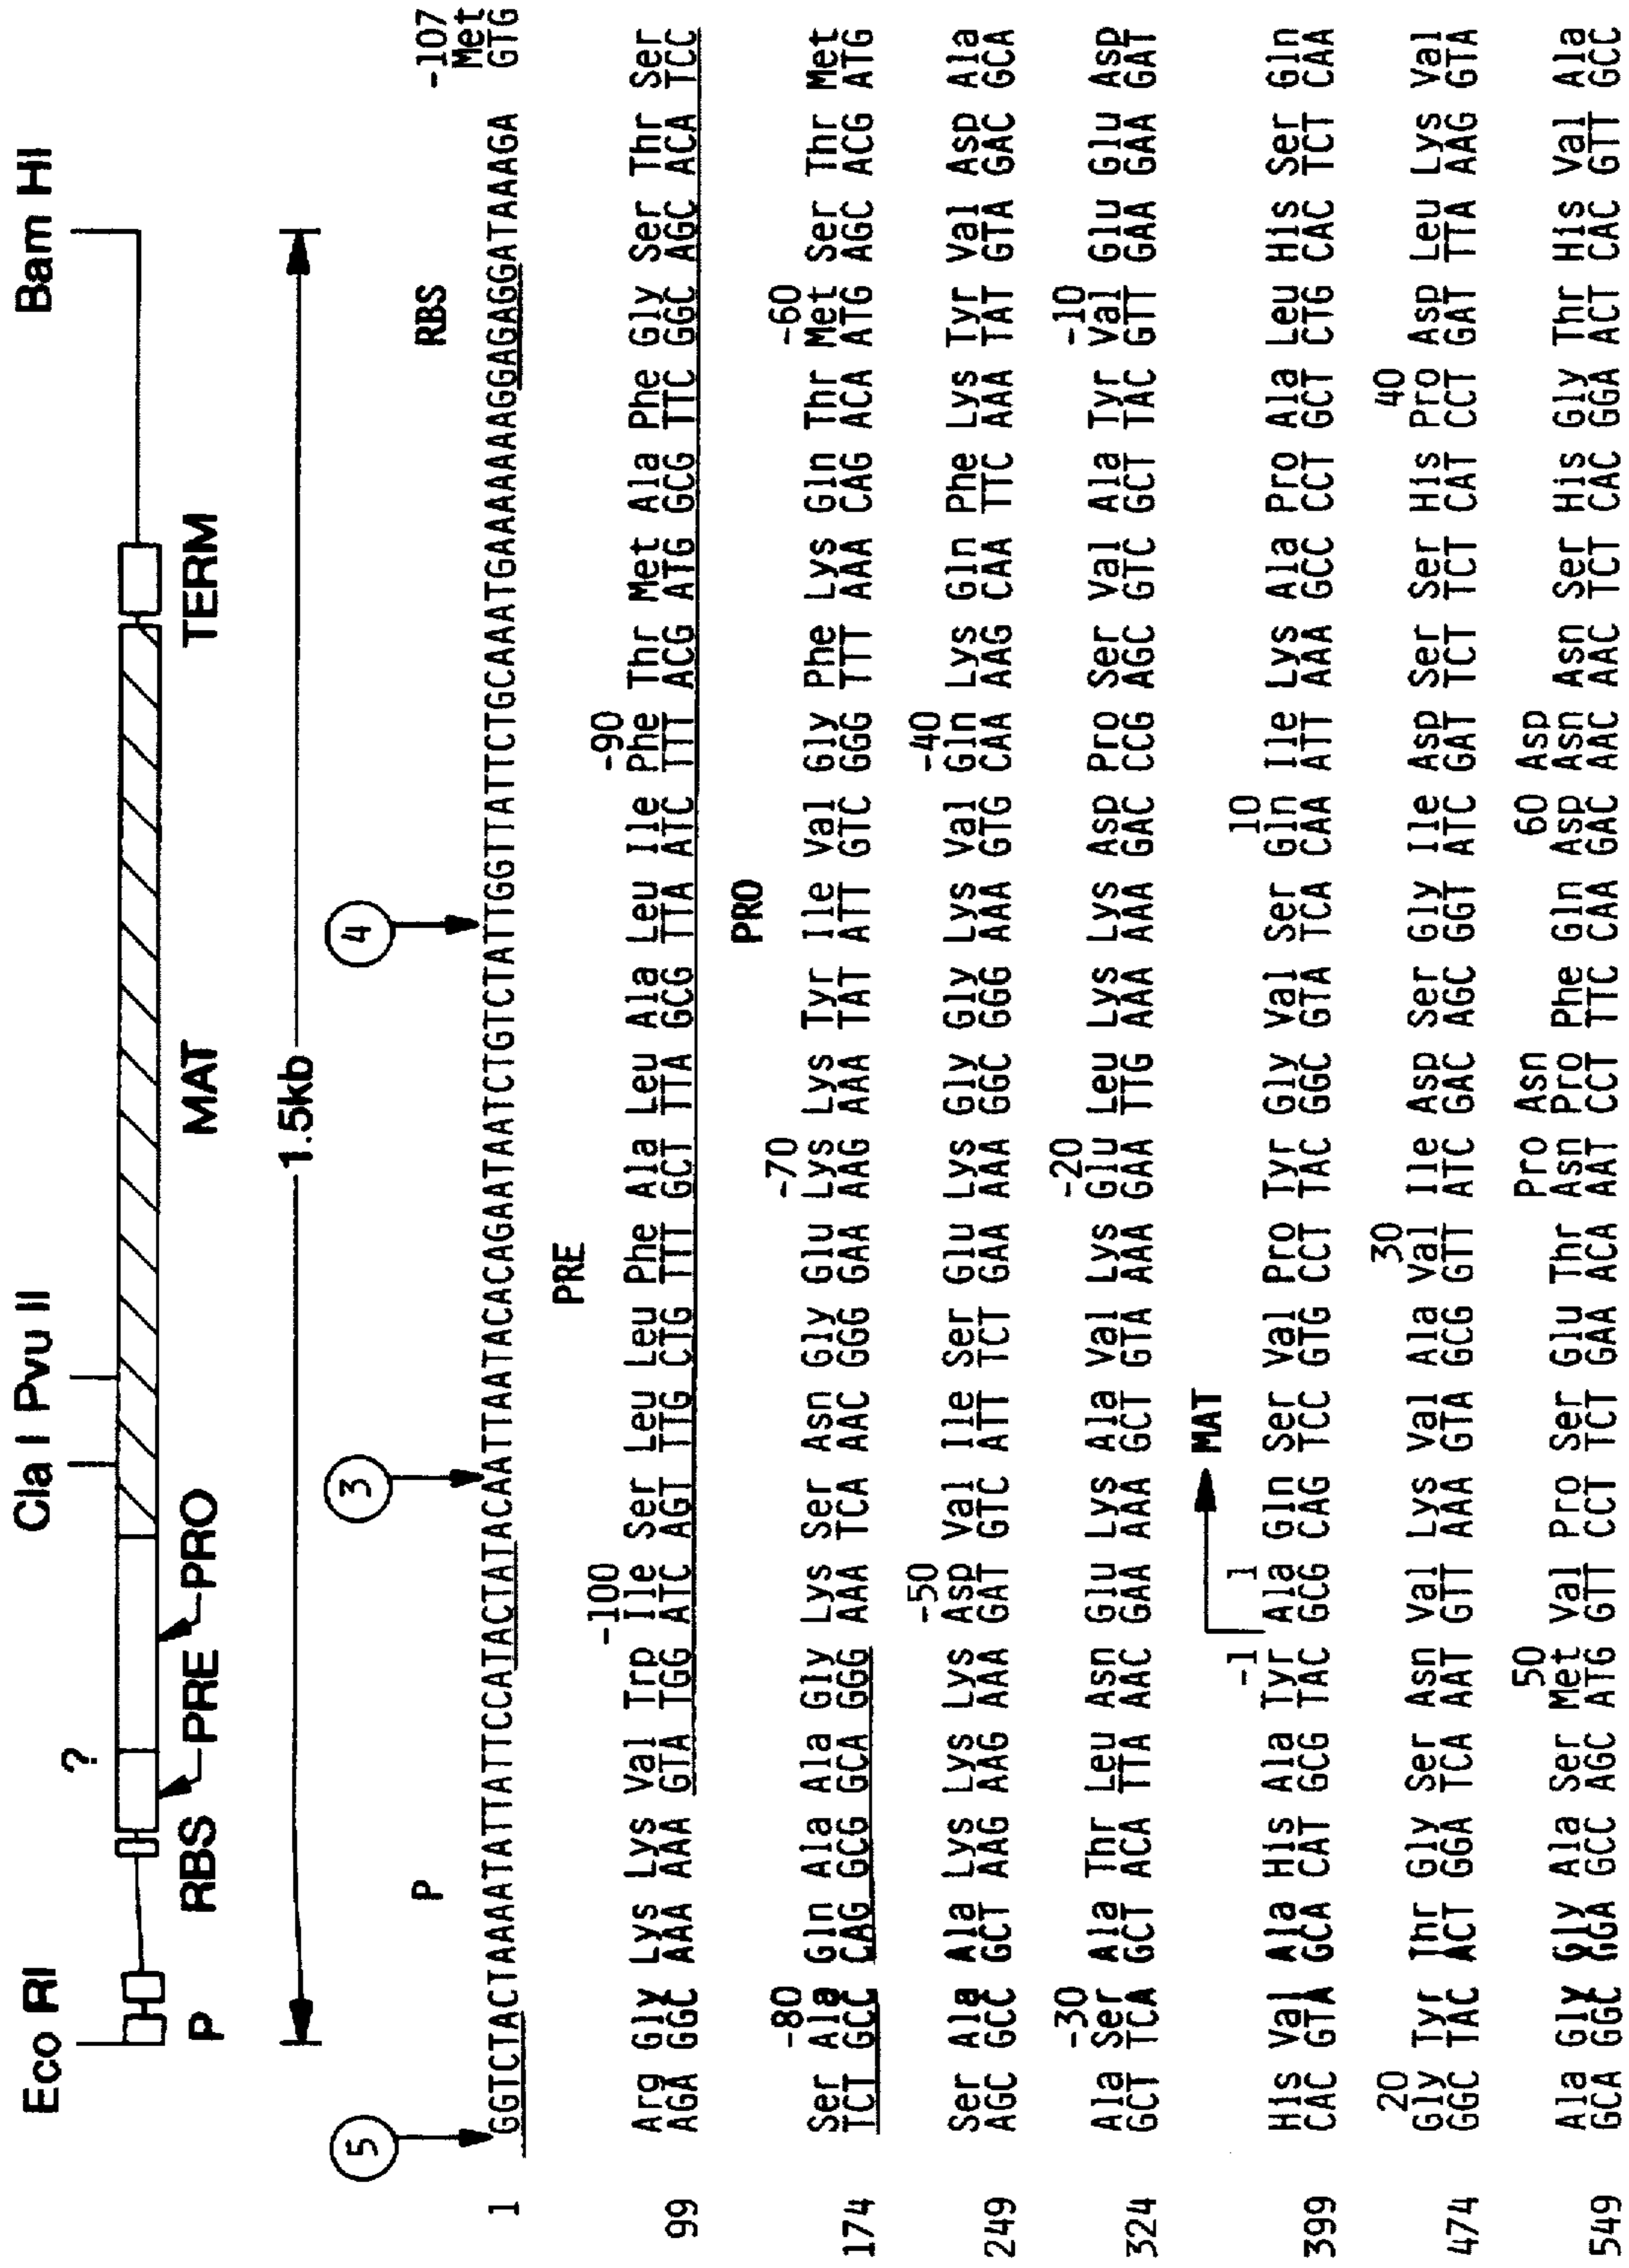 Eco RI Cla I Pvu II Bam HI
?
P RBS PRE PRO MAT TERM
1.5kb
5 3 4
P RBS -107
Met
1 GGTCTACTAAAATATTATTCCATACTATACAATTAATACACAGAATAATCTGTCTATTGGTTATTCTGCAAATGAAAAAAAGGAGAGGATAAAGA GTG
PRE
-100 -90
Arg Gly Lys Lys Val Trp Ile Ser Leu Leu Phe Ala Leu Ala Leu Ile Phe Thr Met Ala Phe Gly Ser Thr Ser
99 AGA GGC AAA AAA GTA TGG ATC AGT TTG CTG TTT GCT TTA GCG TTA ATC TTT ACG ATG GCG TTC GGC AGC ACA TCC
PRO
-80 -70 -60
Ser Ala Gln Ala Ala Gly Lys Ser Asn Gly Glu Lys Lys Tyr Ile Val Gly Phe Lys Gln Thr Met Ser Thr Met
174 TCT GCC CAG GCG GCA GGG AAA TCA AAC GGG GAA AAG AAA TAT ATT GTC GGG TTT AAA CAG ACA ATG AGC ACG ATG
-50 -40
Ser Ala Ala Lys Lys Lys Asp Val Ile Ser Glu Lys Gly Gly Lys Val Gln Lys Gln Phe Lys Tyr Val Asp Ala
249 AGC GCC GCT AAG AAG AAA GAT GTC ATT TCT GAA AAA GGC GGG AAA GTG CAA AAG CAA TTC AAA TAT GTA GAC GCA
-30 -20 -10
Ala Ser Ala Thr Leu Asn Glu Lys Ala Val Lys Glu Leu Lys Lys Asp Pro Ser Val Ala Tyr Val Glu Glu Asp
324 GCT TCA GCT ACA TTA AAC GAA AAA GCT GTA AAA GAA TTG AAA AAA GAC CCG AGC GTC GCT TAC GTT GAA GAA GAT
MAT
-1 1 10
His Val Ala His Ala Tyr Ala Gln Ser Val Pro Tyr Gly Val Ser Gln Ile Lys Ala Pro Ala Leu His Ser Gln
399 CAC GTA GCA CAT GCG TAC GCG CAG TCC GTG CCT TAC GGC GTA TCA CAA ATT AAA GCC CCT GCT CTG CAC TCT CAA
20 30 40
Gly Tyr Thr Gly Ser Asn Val Lys Val Ala Val Ile Asp Ser Gly Ile Asp Ser Ser His Pro Asp Leu Lys Val
474 GGC TAC ACT GGA TCA AAT GTT AAA GTA GCG GTT ATC GAC AGC GGT ATC GAT TCT TCT CAT CCT GAT TTA AAG GTA
50 Pro Asn 60 Asp
Ala Gly Gly Ala Ser Met Val Pro Ser Glu Thr Asn Pro Phe Gln Asp Asn Asn Ser His Gly Thr His Val Ala
549 GCA GGC GGA GCC AGC ATG GTT CCT TCT GAA ACA AAT CCT TTC CAA GAC AAC AAC TCT CAC GGA ACT CAC GTT GCC